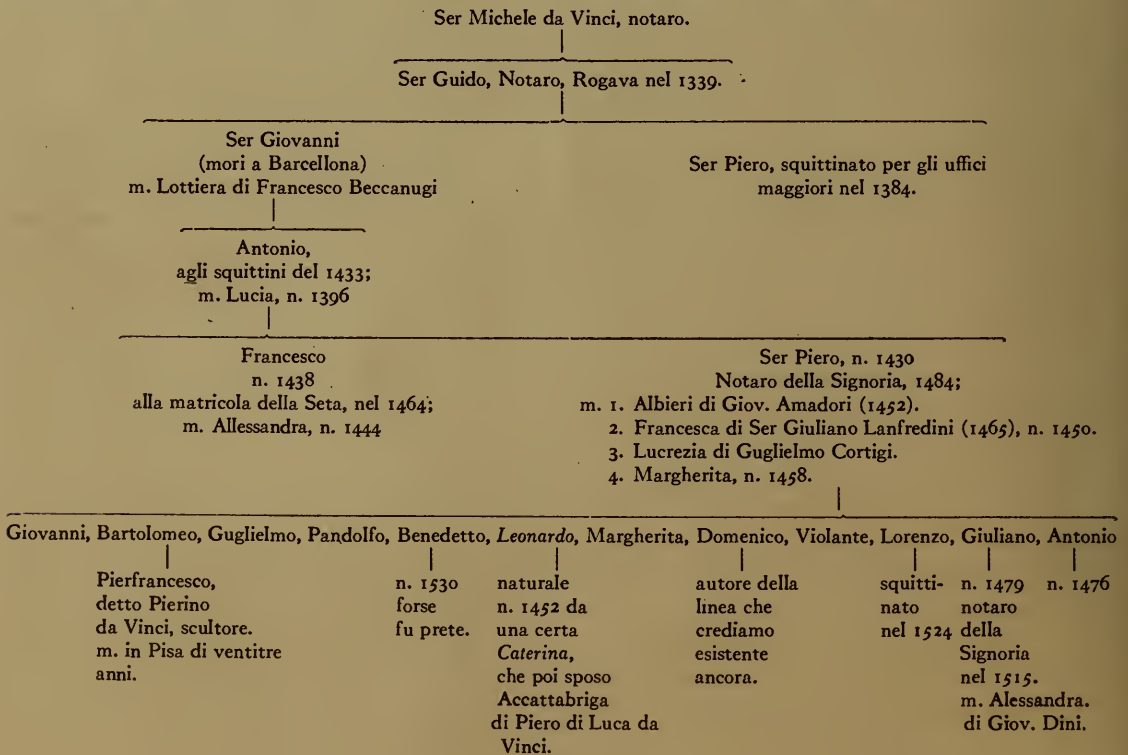 Ser Michele da Vinci, notaro.
Ser Guido, Notaro, Rogava nel 1339.
Ser Giovanni
(mori a Barcellona)
m. Lottiera di Francesco Beccanugi
Ser Piero, squittinato per gli uffici
maggiori nel 1384.
Antonio,
agli squittini del 1433;
m. Lucia, n. 1396
Francesco
n. 1438
alla matricola della Seta, nel 1464;
m. Allessandra, n. 1444
Ser Piero, n. 1430
Notaro della Signoria, 1484;
m. 1. Albieri di Giov. Amadori (1452).
2. Francesca di Ser Giuliano Lanfredini (1465), n. 1450.
3. Lucrezia di Guglielmo Cortigi.
4. Margherita, n. 1458.
Giovanni, Bartolomeo, Guglielmo, Pandolfo, Benedetto, Leonardo, Margherita, Domenico, Violante, Lorenzo, Giuliano, Antonio
Pierfrancesco,
detto Pierino
da Vinci, scultore.
m. in Pisa di ventitre
anni.
n. 1530
forse
fu prete.
naturale
n. 1452 da
una certa
Caterina,
che poi sposo
Accattabriga
di Piero di Luca da
Vinci.
autore della
linea che
crediamo
esistente
ancora.
squitti-
nato
nel 1524
n. 1479
notaro
della
Signoria
nel 1515.
m. Alessandra.
di Giov. Dini.
n. 1476